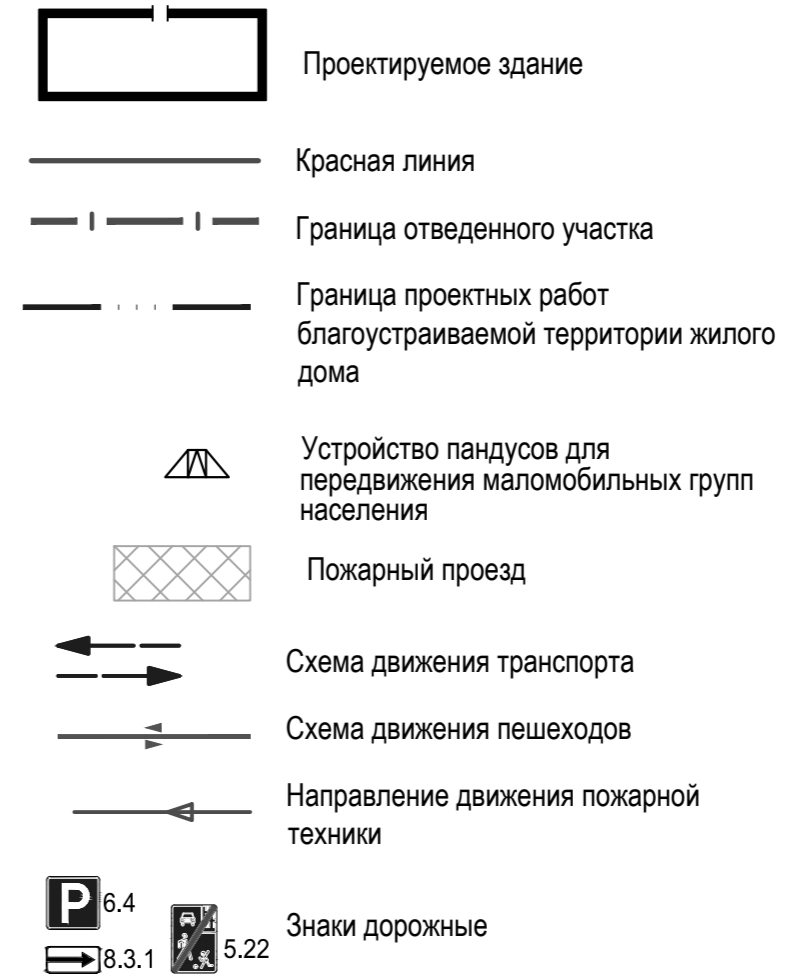 Проектируемое здание
Красная линия
Граница отведенного участка
Граница проектных работ
благоустраиваемой территории жилого
дома
Устройство пандусов для
передвижения маломобильных групп
населения
Пожарный проезд
Схема движения транспорта
Схема движения пешеходов
Направление движения пожарной
техники
P 6.4
8.3.1
5.22
Знаки дорожные